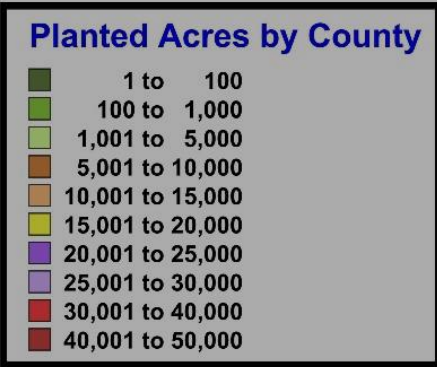 Planted Acres by County
1 to 100
100 to 1,000
1,001 to 5,000
5,001 to 10,000
10,001 to 15,000
15,001 to 20,000
20,001 to 25,000
25,001 to 30,000
30,001 to 40,000
40,001 to 50,000